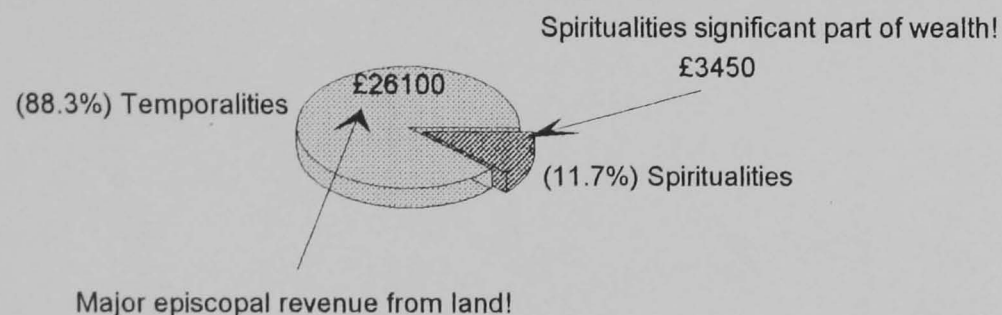 Spiritualities significant part of wealth!
£3450
£26100
(88.3%) Temporalities
(11.7%) Spiritualities
Major episcopal revenue from land!